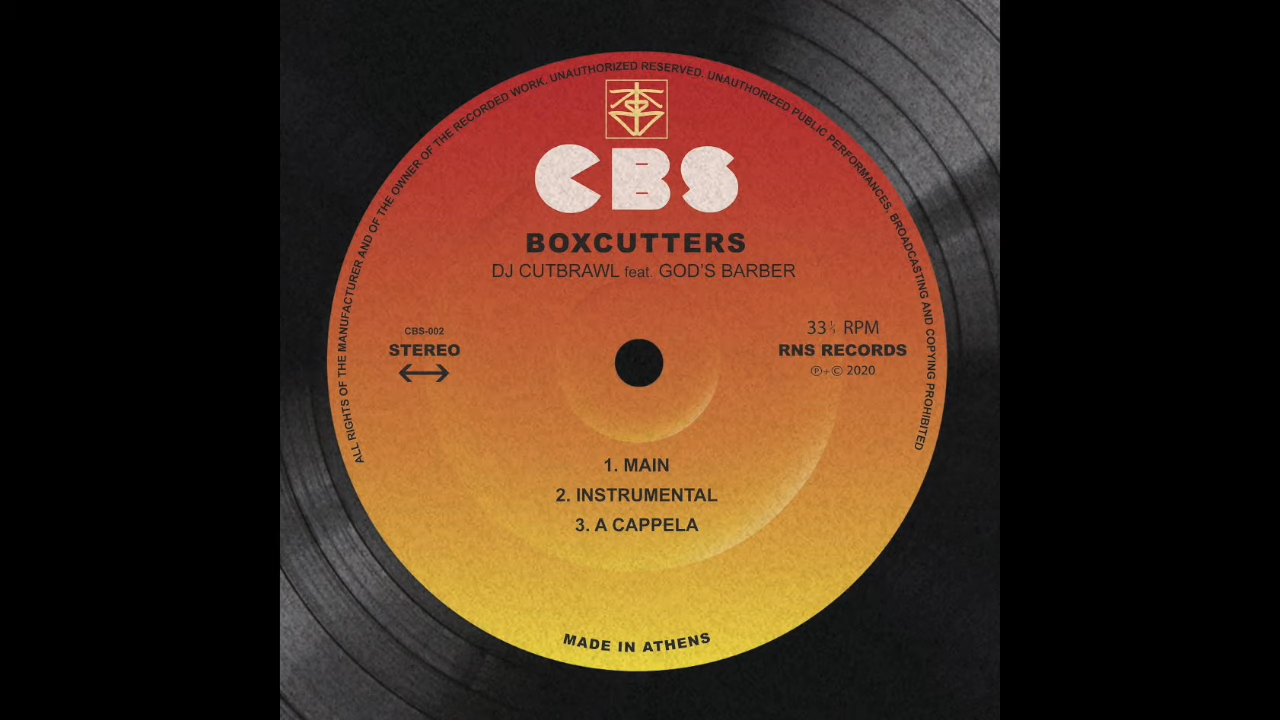 ALL RIGHTS OF THE MANUFACTURER AND OF THE OWNER OF THE RECORDED WORK. UNAUTHORIZED RESERVED. UNAUTHORIZED PUBLIC PERFORMANCES, BROADCASTING AND COPYING PROHIBITED
CBS
BOXCUTTERS
DJ CUTBRAWL feat. GOD'S BARBER
CBS-002
STEREO
33⅓ RPM
RNS RECORDS
℗+© 2020
1. MAIN
2. INSTRUMENTAL
3. A CAPPELA
MADE IN ATHENS